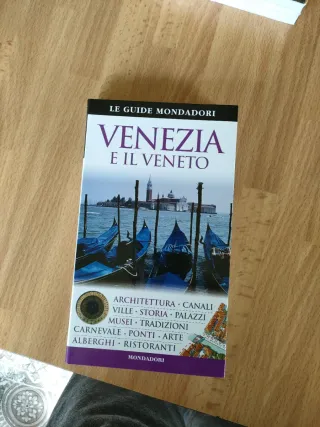 LE GUIDE MONDADORI
VENEZIA
E IL VENETO
ARCHITETTURA · CANALI
VILLE · STORIA · PALAZZI
MUSEI · TRADIZIONI
CARNEVALE · PONTI · ARTE
ALBERGHI · RISTORANTI
MONDADORI